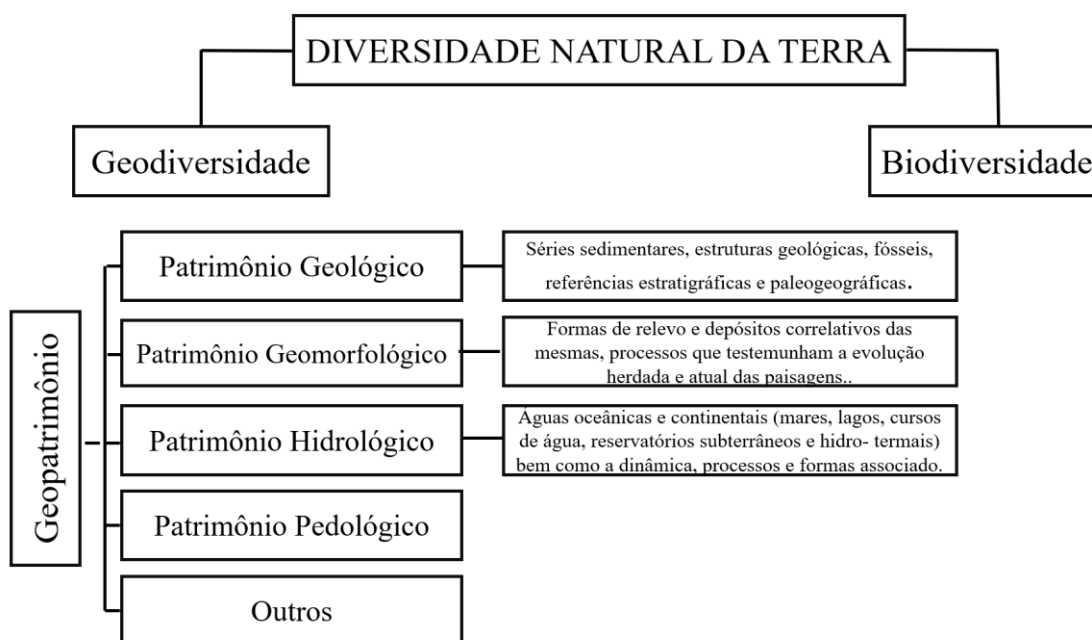 DIVERSIDADE NATURAL DA TERRA
Geodiversidade
Biodiversidade
Geopatrimônio
Patrimônio Geológico
Séries sedimentares, estruturas geológicas, fósseis,
referências estratigráficas e paleogeográficas.
Patrimônio Geomorfológico
Formas de relevo e depósitos correlativos das
mesmas, processos que testemunham a evolução
herdada e atual das paisagens..
Patrimônio Hidrológico
Águas oceânicas e continentais (mares, lagos, cursos
de água, reservatórios subterrâneos e hidro- termais)
bem como a dinâmica, processos e formas associado.
Patrimônio Pedológico
Outros